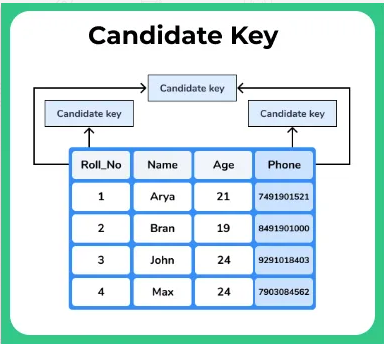 Candidate Key
Candidate key
Candidate key Candidate key
Roll_No Name Age Phone
1 Arya 21 7491901521
2 Bran 19 8491901000
3 John 24 9291018403
4 Max 24 7903084562